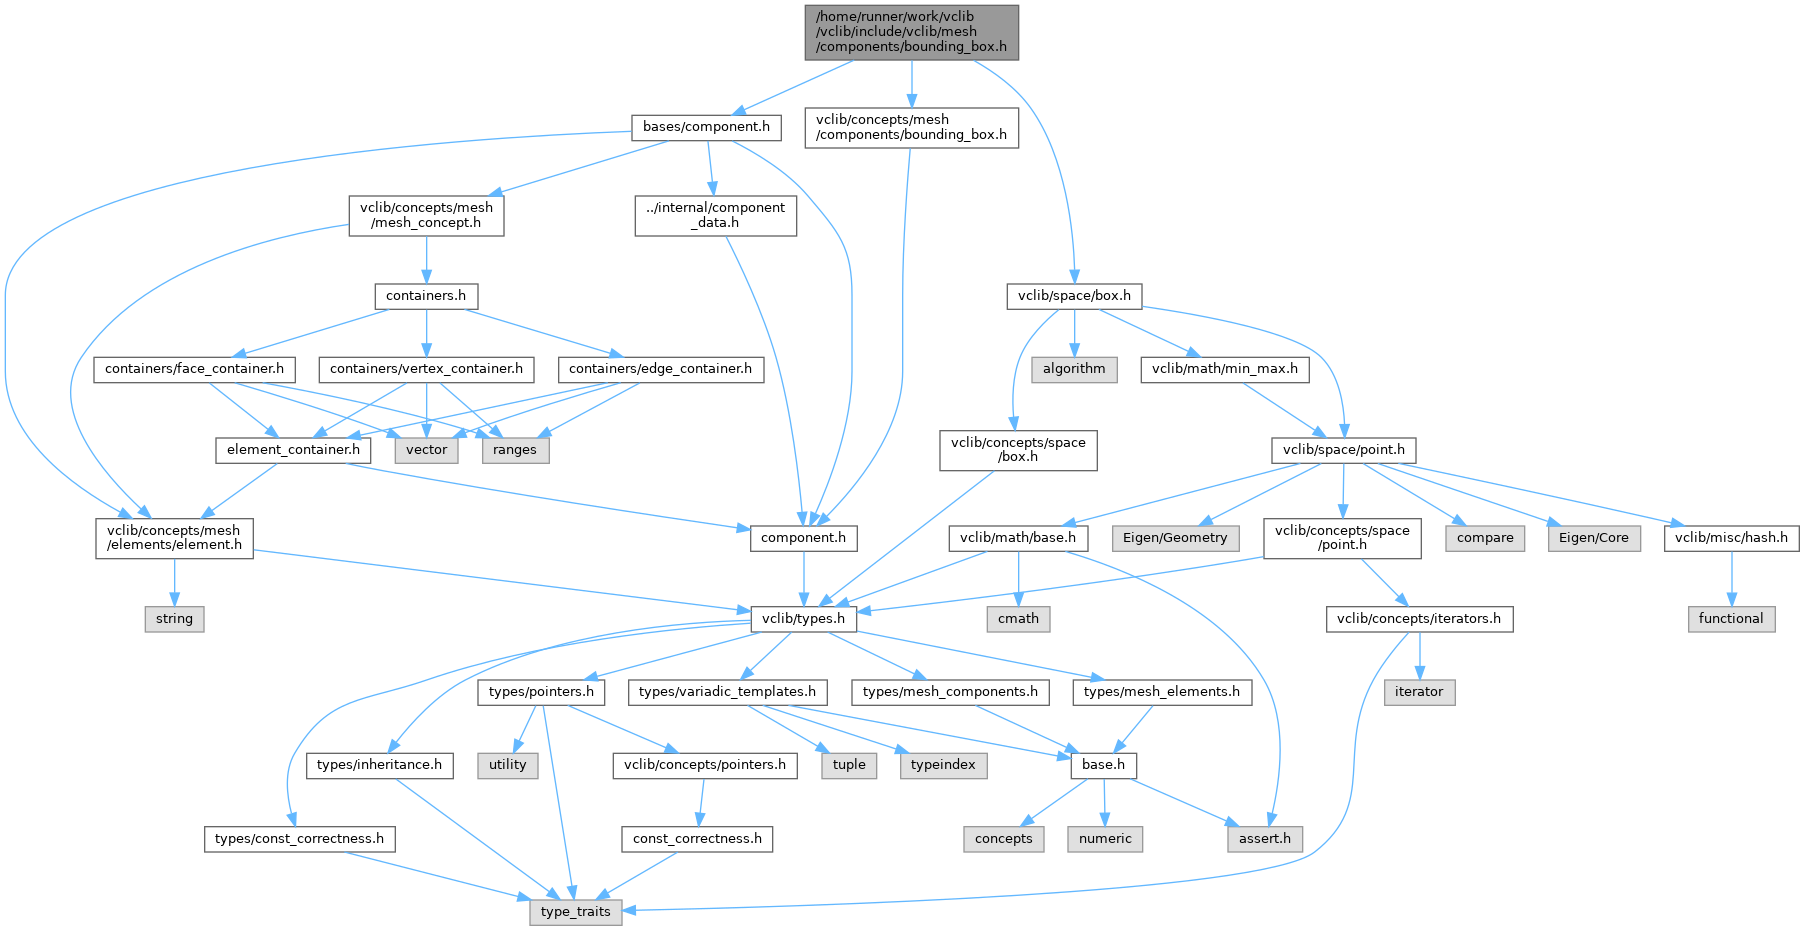 /home/runner/work/vclib
/vclib/include/vclib/mesh
/components/bounding_box.h
bases/component.h
vclib/concepts/mesh
/components/bounding_box.h
vclib/concepts/mesh
/mesh_concept.h
../internal/component
_data.h
containers.h
vclib/space/box.h
containers/face_container.h
containers/vertex_container.h
containers/edge_container.h
algorithm
vclib/math/min_max.h
element_container.h
vector
ranges
vclib/concepts/space
/box.h
vclib/space/point.h
vclib/concepts/mesh
/elements/element.h
component.h
vclib/math/base.h
Eigen/Geometry
vclib/concepts/space
/point.h
compare
Eigen/Core
vclib/misc/hash.h
string
vclib/types.h
cmath
vclib/concepts/iterators.h
functional
types/pointers.h
types/variadic_templates.h
types/mesh_components.h
types/mesh_elements.h
iterator
types/inheritance.h
utility
vclib/concepts/pointers.h
tuple
typeindex
base.h
types/const_correctness.h
const_correctness.h
concepts
numeric
assert.h
type_traits